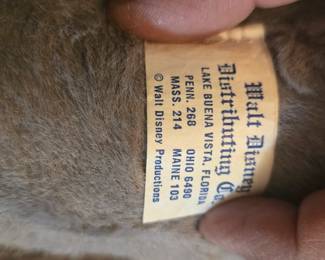 Walt Disney
Distributing Co.
LAKE BUENA VISTA, FLORIDA
PENN. 268 OHIO 6490
MASS. 214 MAINE 103
© Walt Disney Productions